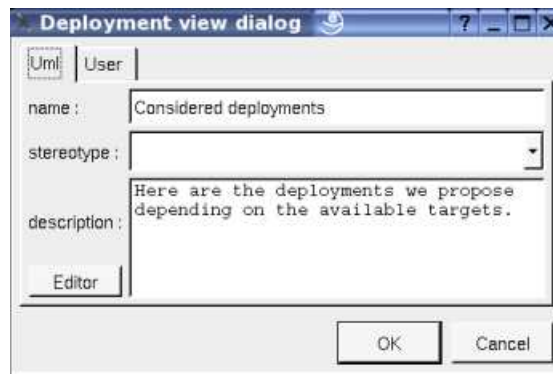 Deployment view dialog ? _
Uml User
name : Considered deployments
stereotype :
description : Here are the deployments we propose
depending on the available targets.
Editor
OK Cancel